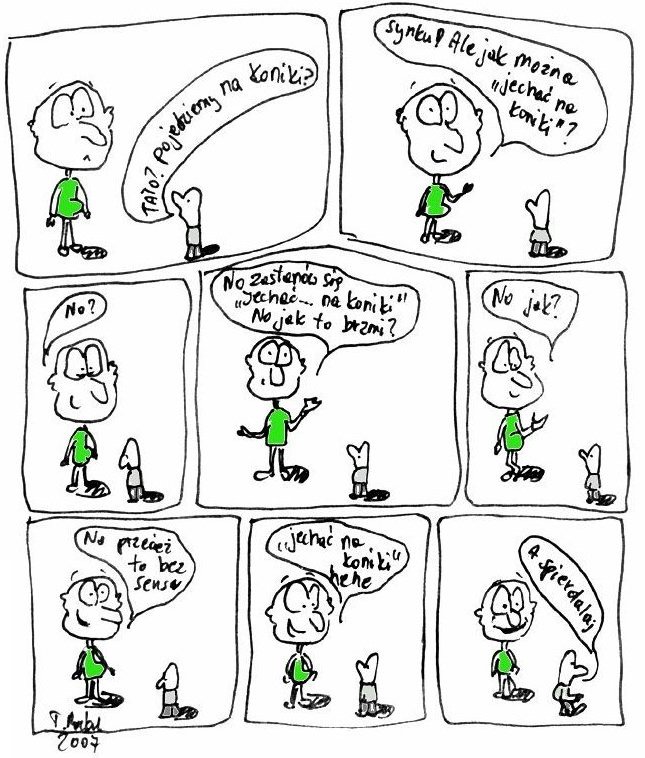 TATO? pojedziemy na koniki?
synku! Ale jak można
„jechać na
koniki"?
No?
No zastanów się
„Jechać... na koniki"
No jak to brzmi?
No jak?
No przecież
to bez
sensu
„jechać na
koniki"
hehe
A spierdalaj
2007